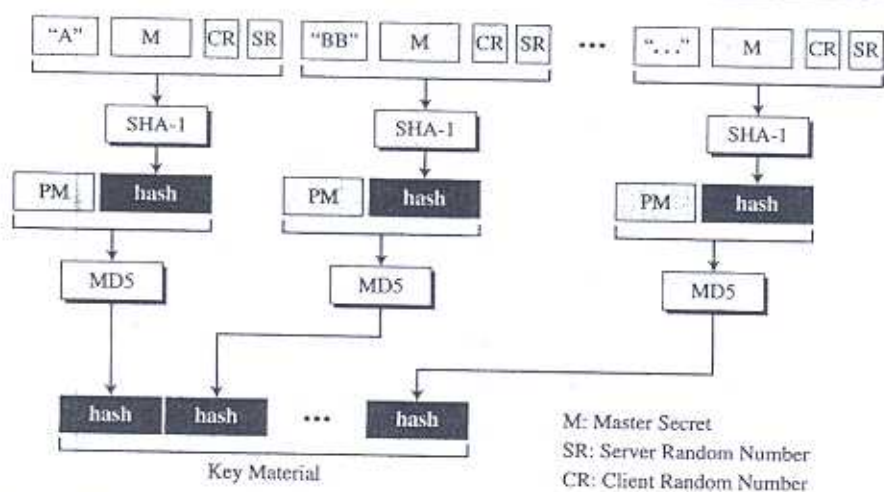 "A" M CR SR "BB" M CR SR ... "..." M CR SR
SHA-1 SHA-1 SHA-1
PM hash PM hash PM hash
MD5 MD5 MD5
hash hash ... hash
Key Material
M: Master Secret
SR: Server Random Number
CR: Client Random Number